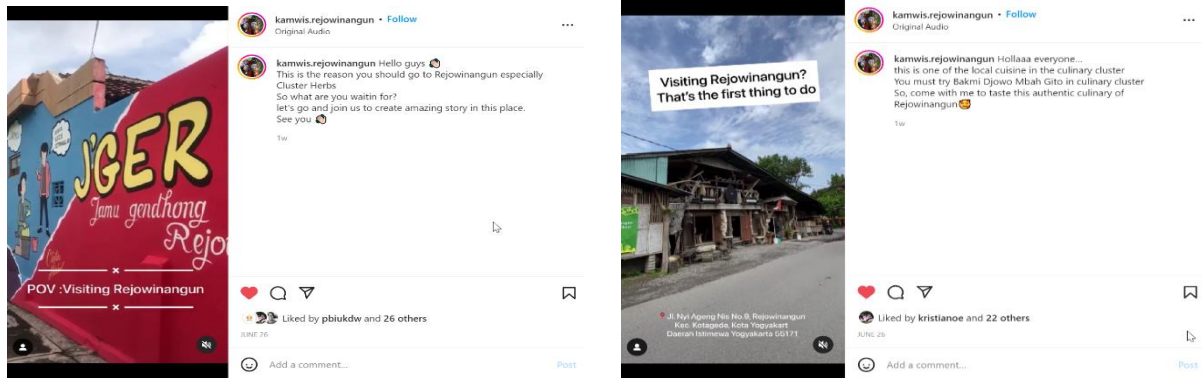 J'GER
Jamu gendhong
Rejo
POV :Visiting Rejowinangun
kamwis.rejowinangun • Follow
Original Audio
kamwis.rejowinangun Hello guys
This is the reason you should go to Rejowinangun especially
Cluster Herbs
So what are you waitin for?
let's go and join us to create amazing story in this place.
See you
1w
Liked by pbiukdw and 26 others
JUNE 26
Add a comment...
Post
Visiting Rejowinangun?
That's the first thing to do
Jl. Nyi Ageng Nis No.9, Rejowinangun
Kec. Kotagede, Kota Yogyakart
Daerah Istimewa Yogyakarta 55171
kamwis.rejowinangun • Follow
Original Audio
kamwis.rejowinangun Hollaaa everyone...
this is one of the local cuisine in the culinary cluster
You must try Bakmi Djowo Mbah Gito in culinary cluster
So, come with me to taste this authentic culinary of
Rejowinangun
1w
Liked by kristianoe and 22 others
JUNE 26
Add a comment...
Post